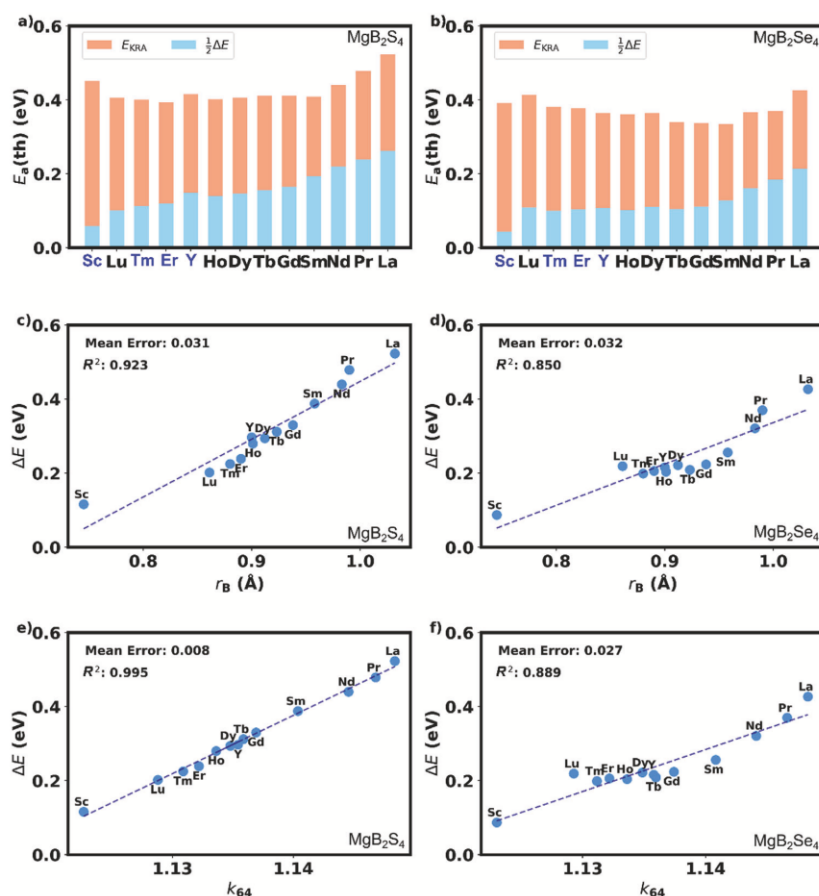 a)
MgB2S4
E_KRA
½ΔE
0.6
0.4
0.2
0.0
E_a(th) (eV)
Sc Lu Tm Er Y Ho Dy Tb Gd Sm Nd Pr La
b)
MgB2Se4
E_KRA
½ΔE
0.6
0.4
0.2
0.0
E_a(th) (eV)
Sc Lu Tm Er Y Ho Dy Tb Gd Sm Nd Pr La
c)
Mean Error: 0.031
R²: 0.923
0.6
0.4
0.2
0.0
ΔE (eV)
Sc Lu Tm Er Y Ho Dy Tb Gd Sm Nd Pr La
MgB2S4
0.8 0.9 1.0
r_B (Å)
d)
Mean Error: 0.032
R²: 0.850
0.6
0.4
0.2
0.0
ΔE (eV)
Sc Lu Tm Er Y Ho Dy Tb Gd Sm Nd Pr La
MgB2Se4
0.8 0.9 1.0
r_B (Å)
e)
Mean Error: 0.008
R²: 0.995
0.6
0.4
0.2
0.0
ΔE (eV)
Sc Lu Tm Er Ho Dy Y Tb Gd Sm Nd Pr La
MgB2S4
1.13 1.14
k_64
f)
Mean Error: 0.027
R²: 0.889
0.6
0.4
0.2
0.0
ΔE (eV)
Sc Lu Tm Er Ho Dy Y Tb Gd Sm Nd Pr La
MgB2Se4
1.13 1.14
k_64